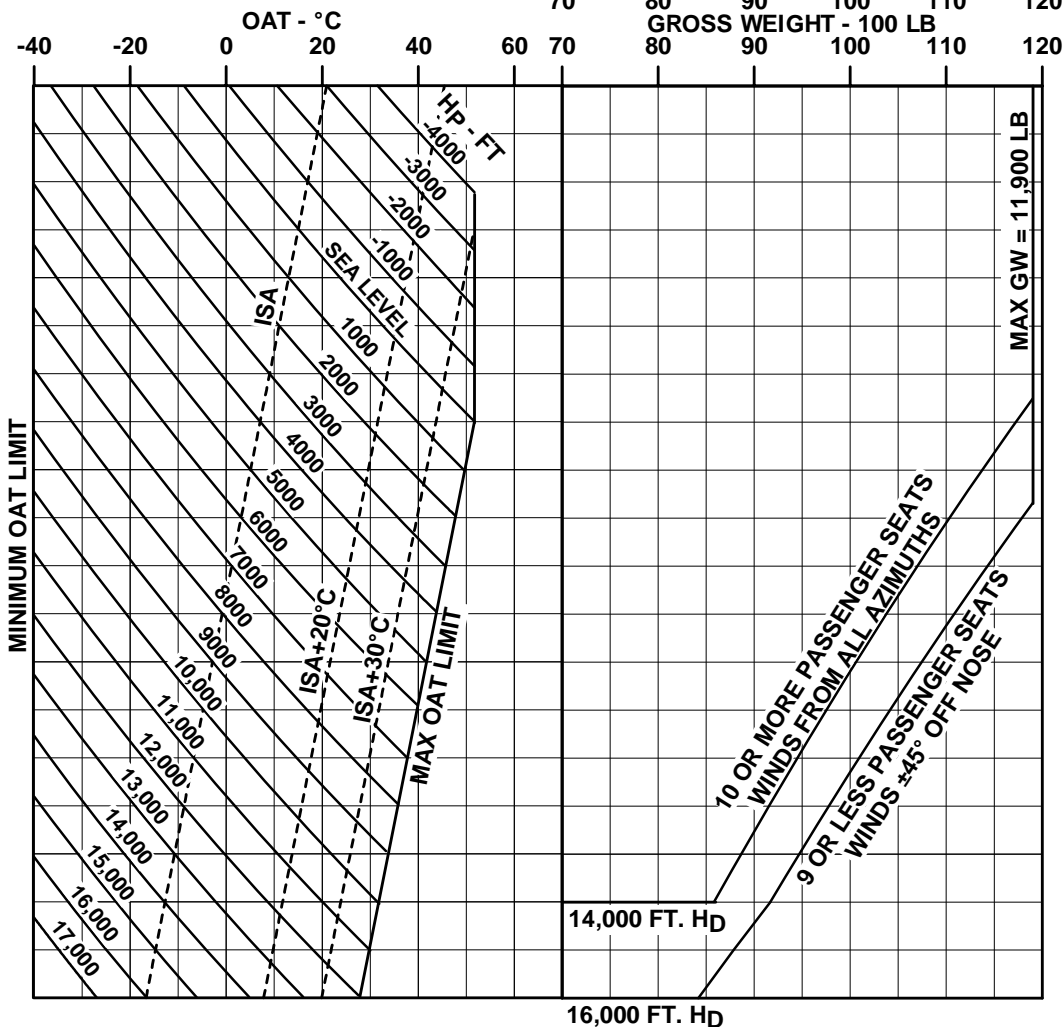 70 80 90 100 110 120
OAT - °C
GROSS WEIGHT - 100 LB
-40 -20 0 20 40 60
70 80 90 100 110 120
HP - FT
-4000
-3000
-2000
-1000
SEA LEVEL
1000
2000
3000
4000
5000
6000
7000
8000
9000
10,000
11,000
12,000
13,000
14,000
15,000
16,000
17,000
ISA
ISA+20°C
ISA+30°C
MAX OAT LIMIT
MINIMUM OAT LIMIT
MAX GW = 11,900 LB
10 OR MORE PASSENGER SEATS
WINDS FROM ALL AZIMUTHS
9 OR LESS PASSENGER SEATS
WINDS ±45° OFF NOSE
14,000 FT. HD
16,000 FT. HD